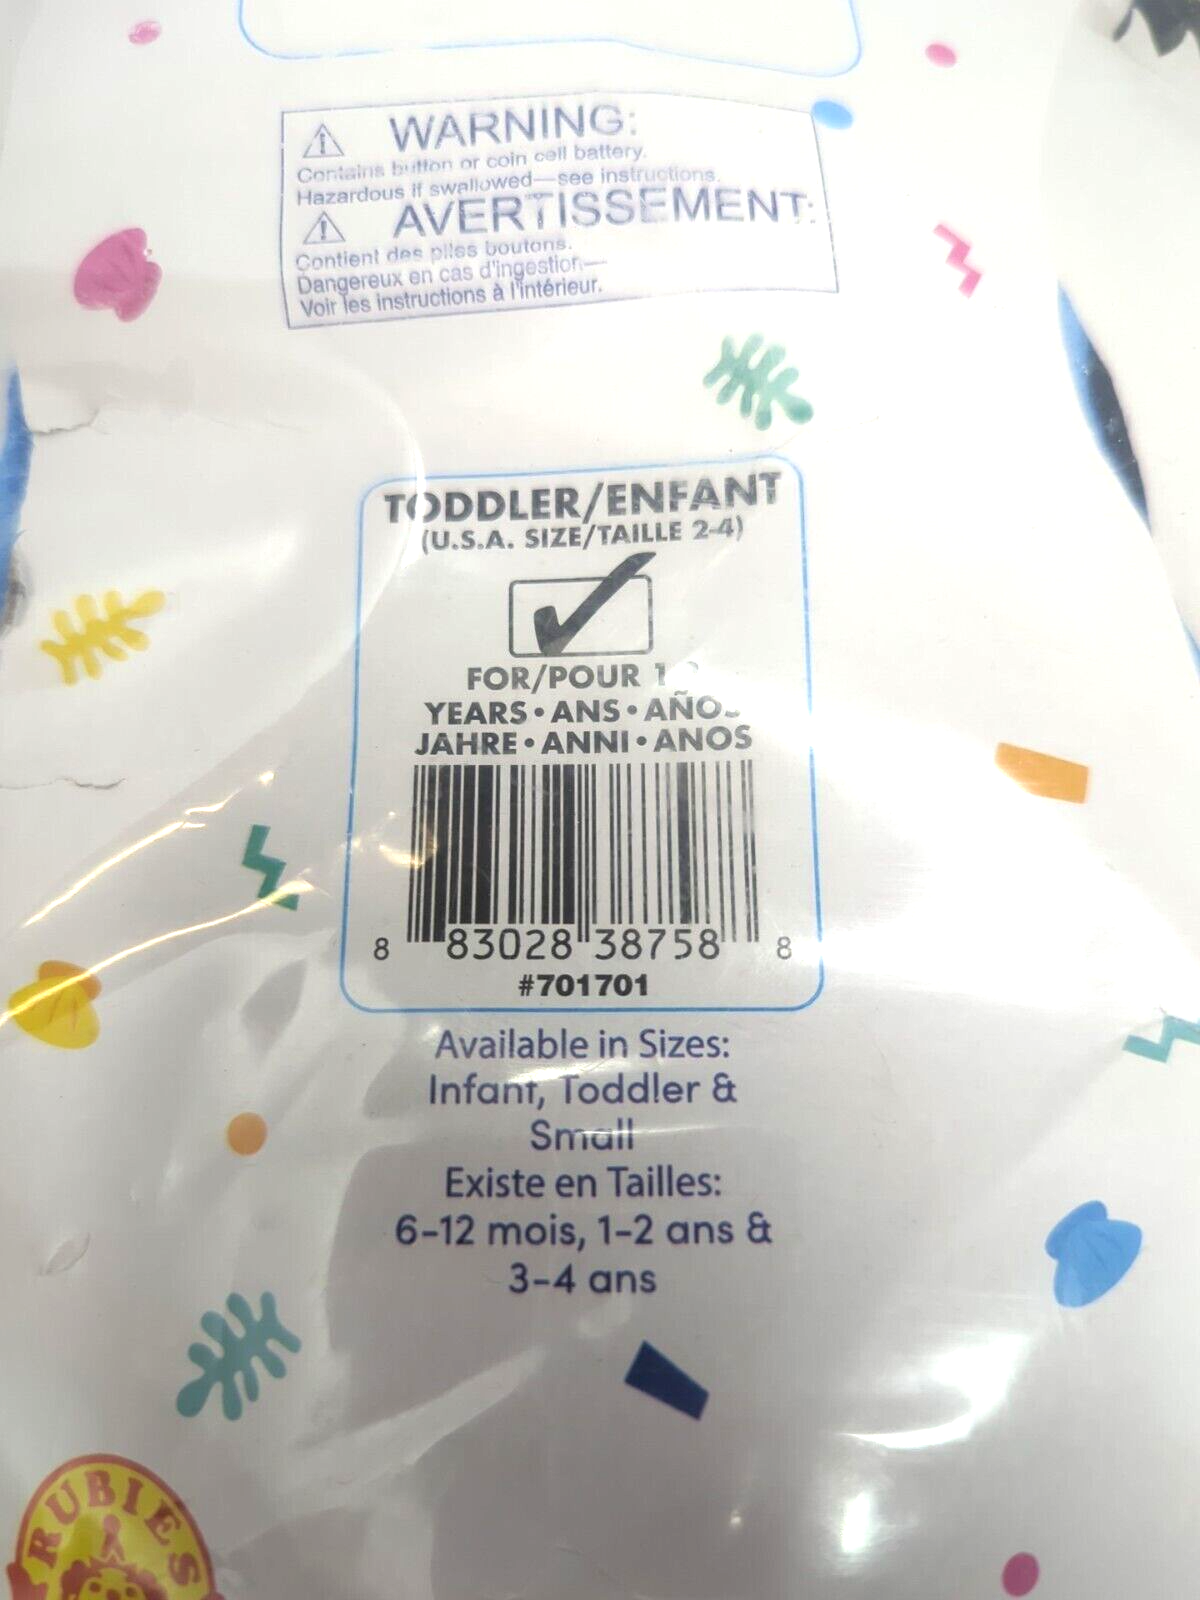 WARNING:
Contains button or coin cell battery.
Hazardous if swallowed—see instructions.
AVERTISSEMENT:
Contient des piles boutons.
Dangereux en cas d'ingestion—
Voir les instructions à l'intérieur.
TODDLER/ENFANT
(U.S.A. SIZE/TAILLE 2-4)
FOR/POUR
YEARS • ANS • AÑOS
JAHRE • ANNI • ANOS
8 83028 38758 8
#701701
Available in Sizes:
Infant, Toddler &
Small
Existe en Tailles:
6-12 mois, 1-2 ans &
3-4 ans
RUBIE'S